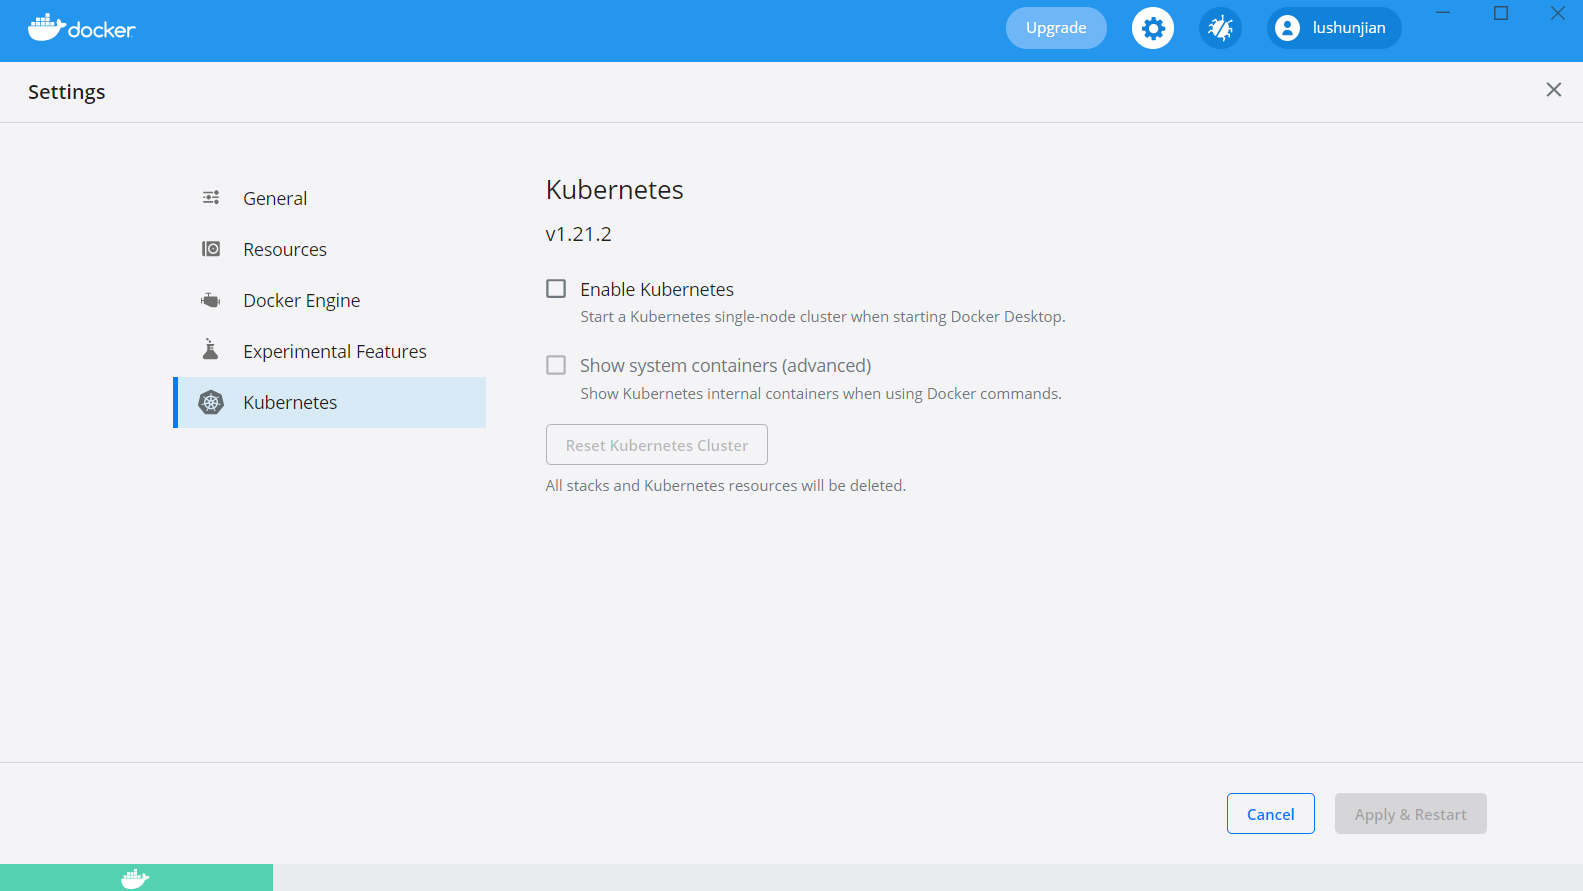 docker
Upgrade
lushunjian
Settings
General
Resources
Docker Engine
Experimental Features
Kubernetes
Kubernetes
v1.21.2
Enable Kubernetes
Start a Kubernetes single-node cluster when starting Docker Desktop.
Show system containers (advanced)
Show Kubernetes internal containers when using Docker commands.
Reset Kubernetes Cluster
All stacks and Kubernetes resources will be deleted.
Cancel
Apply & Restart